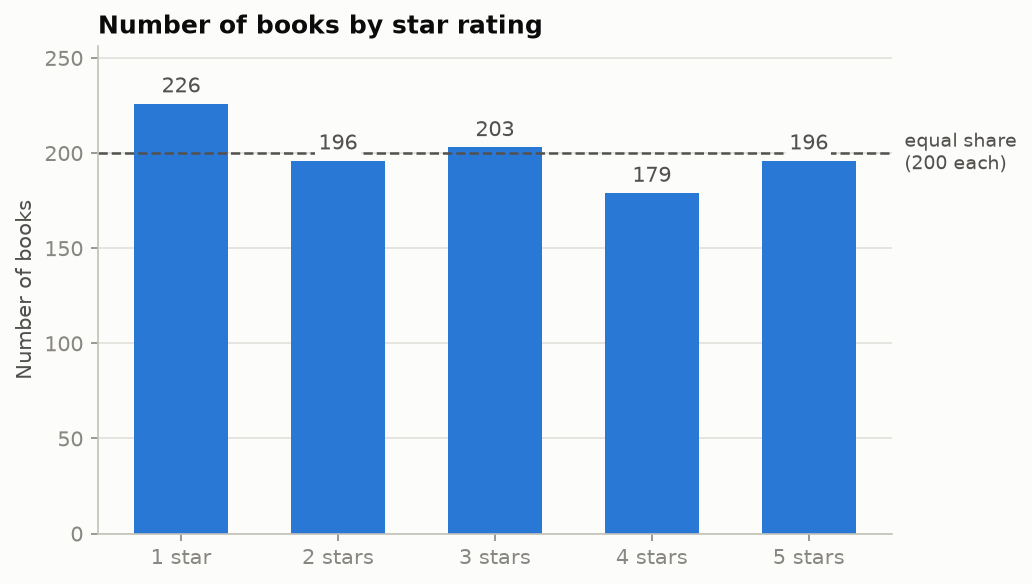 Number of books by star rating
Number of books
250
200
150
100
50
0
226
196
203
179
196
equal share
(200 each)
1 star
2 stars
3 stars
4 stars
5 stars